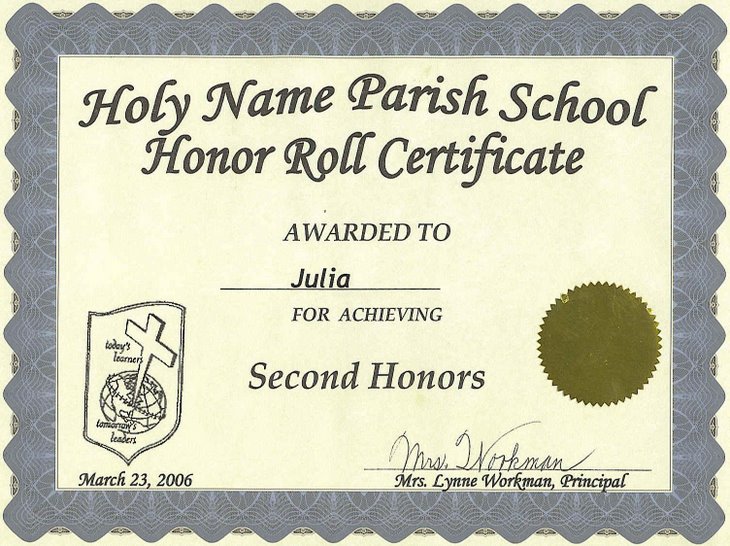 Holy Name Parish School
Honor Roll Certificate
AWARDED TO
Julia
FOR ACHIEVING
Second Honors
today's
learners
tomorrow's
leaders
Mrs. Workman
March 23, 2006
Mrs. Lynne Workman, Principal